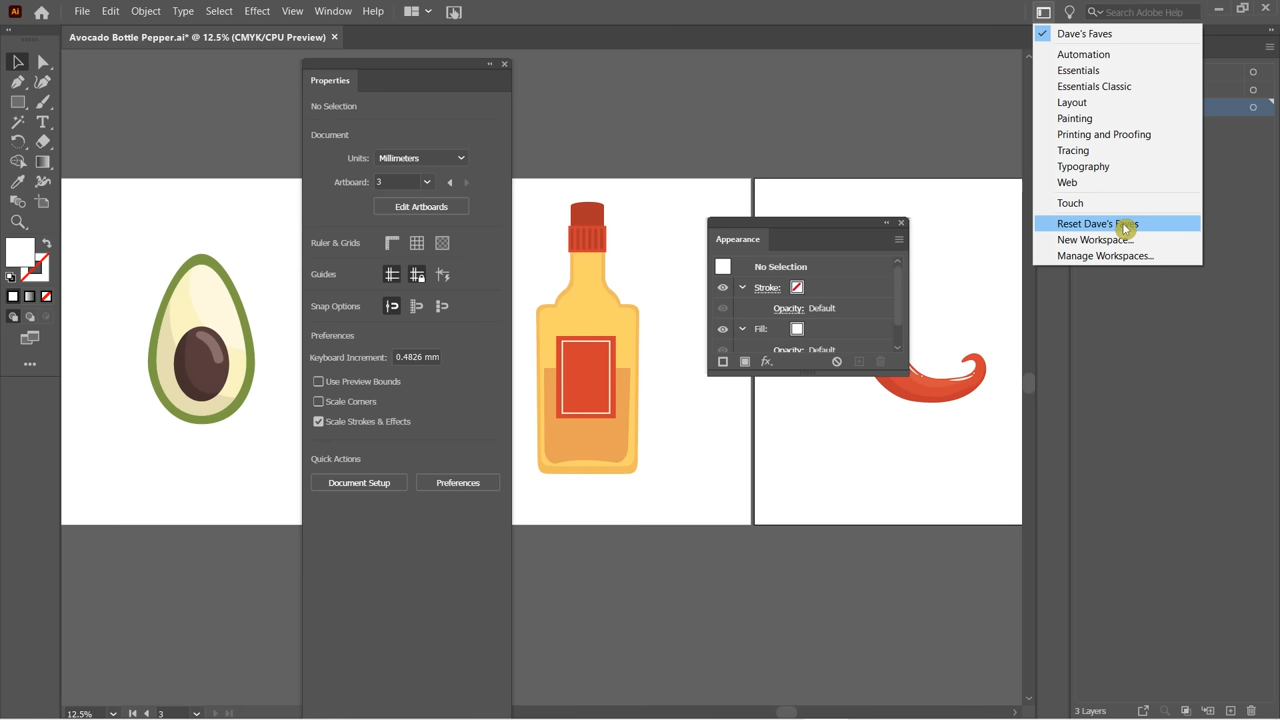 Ai File Edit Object Type Select Effect View Window Help Search Adobe Help
Avocado Bottle Pepper.ai* @ 12.5% (CMYK/CPU Preview) ×
Dave's Faves
Automation
Essentials
Essentials Classic
Layout
Painting
Printing and Proofing
Tracing
Typography
Web
Touch
Reset Dave's Faves
New Workspace...
Manage Workspaces...
Properties
No Selection
Document
Units: Millimeters
Artboard: 3
Edit Artboards
Ruler & Grids
Guides
Snap Options
Preferences
Keyboard Increment: 0.4826 mm
Use Preview Bounds
Scale Corners
Scale Strokes & Effects
Quick Actions
Document Setup Preferences
Appearance
No Selection
Stroke:
Opacity: Default
Fill:
Opacity: Default
fx.
12.5% 3
3 Layers